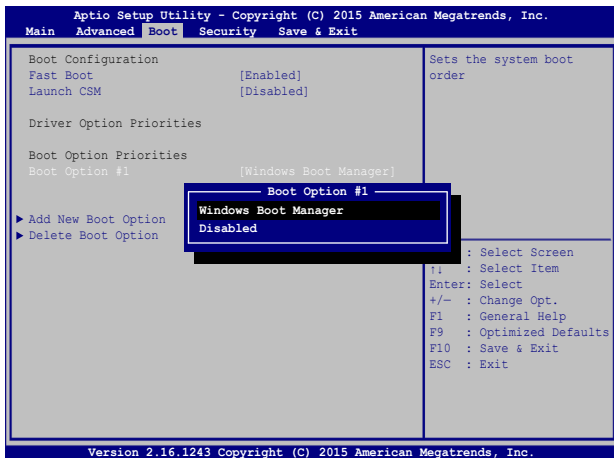 Aptio Setup Utility - Copyright (C) 2015 American Megatrends, Inc.
Main Advanced Boot Security Save & Exit
Boot Configuration
Fast Boot [Enabled]
Launch CSM [Disabled]
Driver Option Priorities
Boot Option Priorities
Boot Option #1 [Windows Boot Manager]
Add New Boot Option
Delete Boot Option
Boot Option #1
Windows Boot Manager
Disabled
Sets the system boot
order
: Select Screen
↑↓ : Select Item
Enter: Select
+/— : Change Opt.
F1 : General Help
F9 : Optimized Defaults
F10 : Save & Exit
ESC : Exit
Version 2.16.1243 Copyright (C) 2015 American Megatrends, Inc.